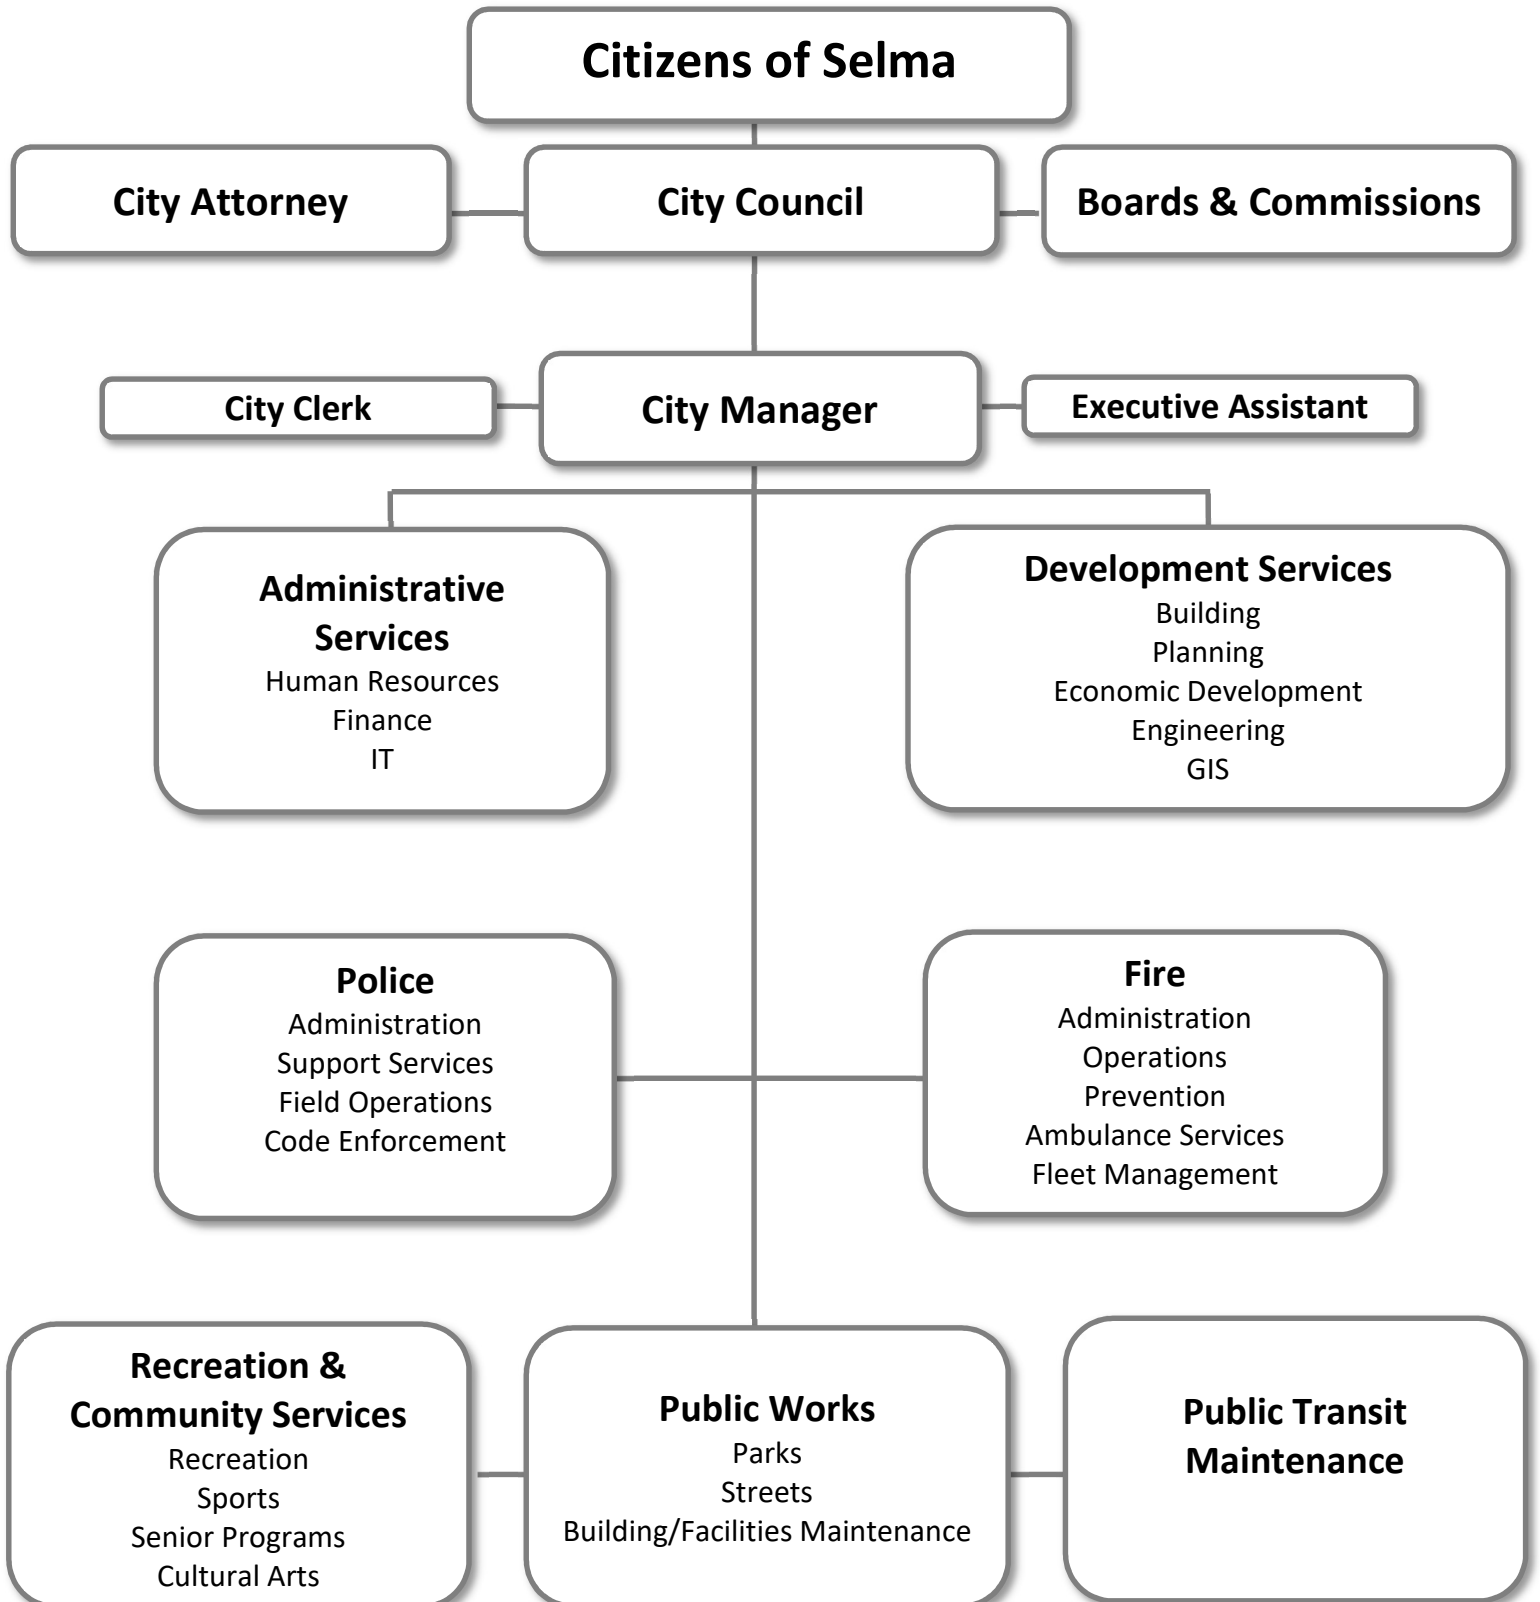 Citizens of Selma
City Attorney
City Council
Boards & Commissions
City Clerk
City Manager
Executive Assistant
Administrative
Services
Human Resources
Finance
IT
Development Services
Building
Planning
Economic Development
Engineering
GIS
Police
Administration
Support Services
Field Operations
Code Enforcement
Fire
Administration
Operations
Prevention
Ambulance Services
Fleet Management
Recreation &
Community Services
Recreation
Sports
Senior Programs
Cultural Arts
Public Works
Parks
Streets
Building/Facilities Maintenance
Public Transit
Maintenance